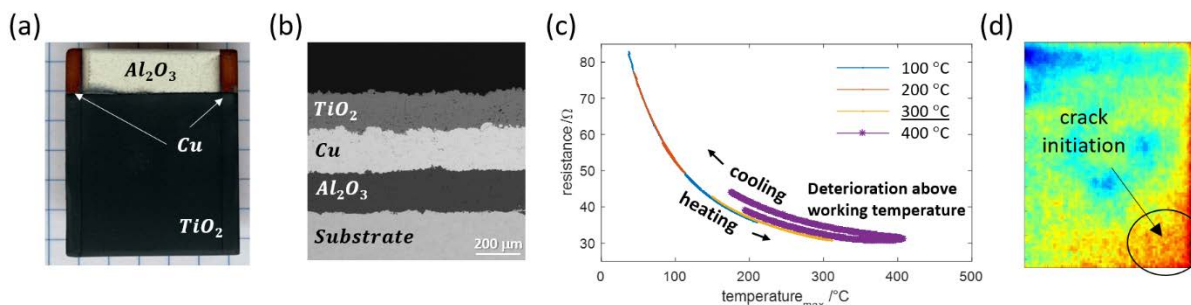 (a)
Al₂O₃
Cu
TiO₂
(b)
TiO₂
Cu
Al₂O₃
Substrate
200 μm
(c)
resistance /Ω
80
70
60
50
40
30
100 °C
200 °C
300 °C
400 °C
cooling
heating
Deterioration above
working temperature
0 100 200 300 400 500
temperature_max /°C
(d)
crack
initiation